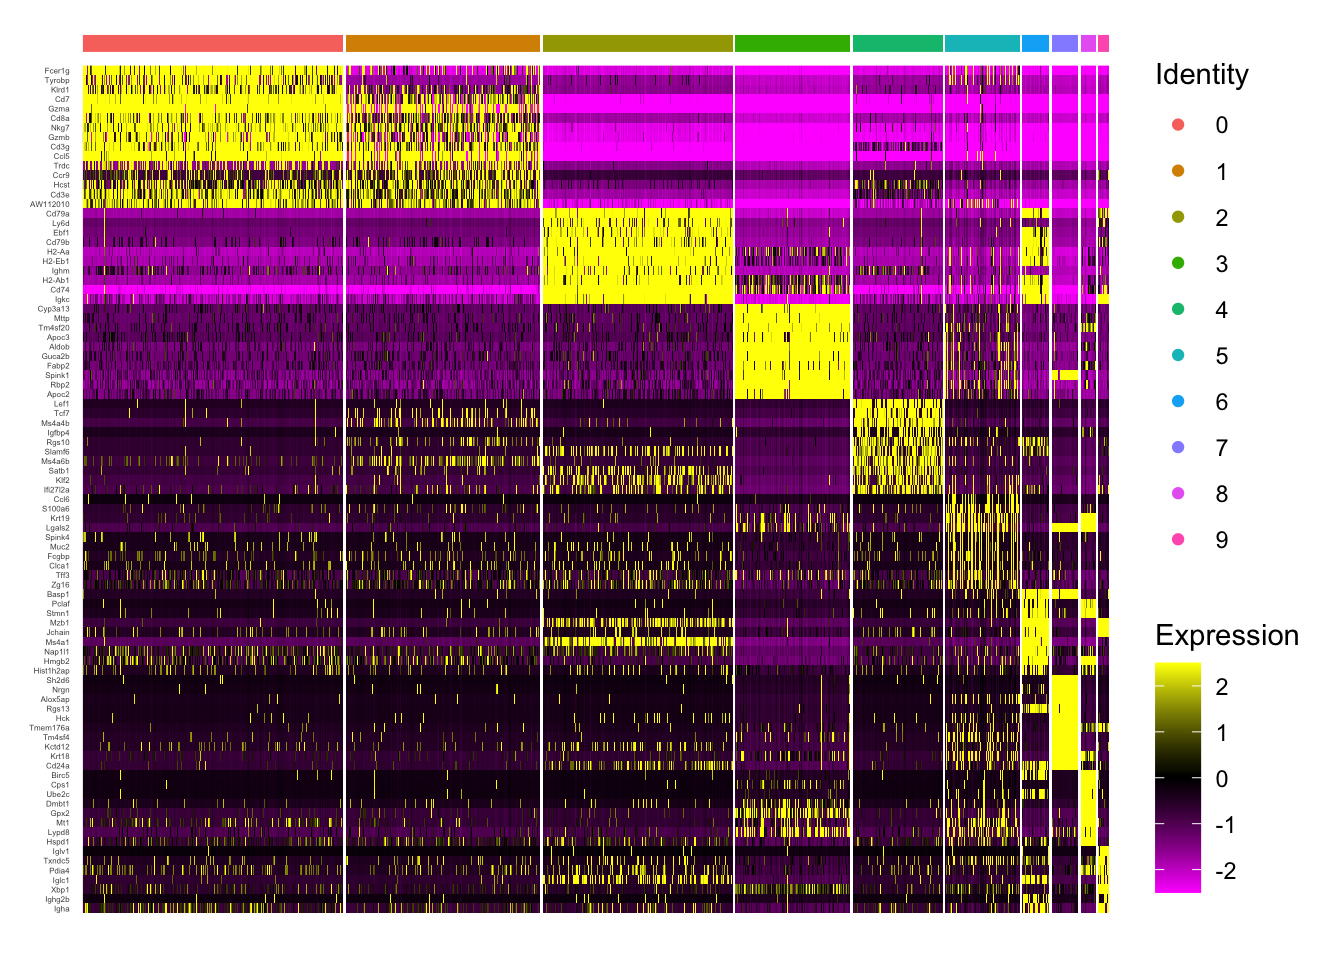 Fcer1g
Tyrobp
Klrd1
Cd7
Gzma
Cd8a
Nkg7
Gzmb
Cd3g
Ccl5
Trdc
Ccr9
Hcst
Cd3e
AW112010
Cd79a
Ly6d
Ebf1
Cd79b
H2-Aa
H2-Eb1
Ighm
H2-Ab1
Cd74
Igkc
Cyp3a13
Mttp
Tm4sf20
Apoc3
Aldob
Guca2b
Fabp2
Spink1
Rbp2
Apoc2
Lef1
Tcf7
Ms4a4b
Igfbp4
Rgs10
Slamf6
Ms4a6b
Satb1
Klf2
Ifi27l2a
Ccl6
S100a6
Krt19
Lgals2
Spink4
Muc2
Fcgbp
Clca1
Tff3
Zg16
Basp1
Pclaf
Stmn1
Mzb1
Jchain
Ms4a1
Nap1l1
Hmgb2
Hist1h2ap
Sh2d6
Nrgn
Alox5ap
Rgs13
Hck
Tmem176a
Tm4sf4
Kctd12
Krt18
Cd24a
Birc5
Cps1
Ube2c
Dmbt1
Gpx2
Mt1
Lypd8
Hspd1
Iglv1
Txndc5
Pdia4
Iglc1
Xbp1
Ighg2b
Igha
Identity
0
1
2
3
4
5
6
7
8
9
Expression
2
1
0
-1
-2